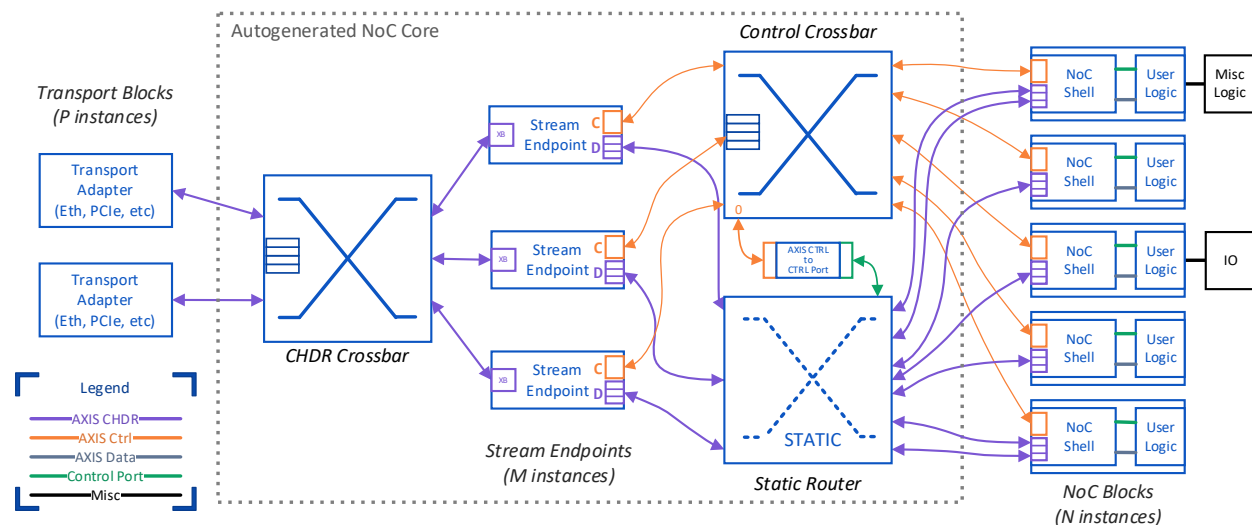 Autogenerated NoC Core
Control Crossbar
Transport Blocks
(P instances)
Transport
Adapter
(Eth, PCIe, etc)
Transport
Adapter
(Eth, PCIe, etc)
CHDR Crossbar
XB
Stream
Endpoint
C
D
XB
Stream
Endpoint
C
D
XB
Stream
Endpoint
C
D
Stream Endpoints
(M instances)
0
AXIS CTRL
to
CTRL Port
STATIC
Static Router
NoC
Shell
User
Logic
Misc
Logic
NoC
Shell
User
Logic
NoC
Shell
User
Logic
IO
NoC
Shell
User
Logic
NoC
Shell
User
Logic
NoC Blocks
(N instances)
Legend
AXIS CHDR
AXIS Ctrl
AXIS Data
Control Port
Misc